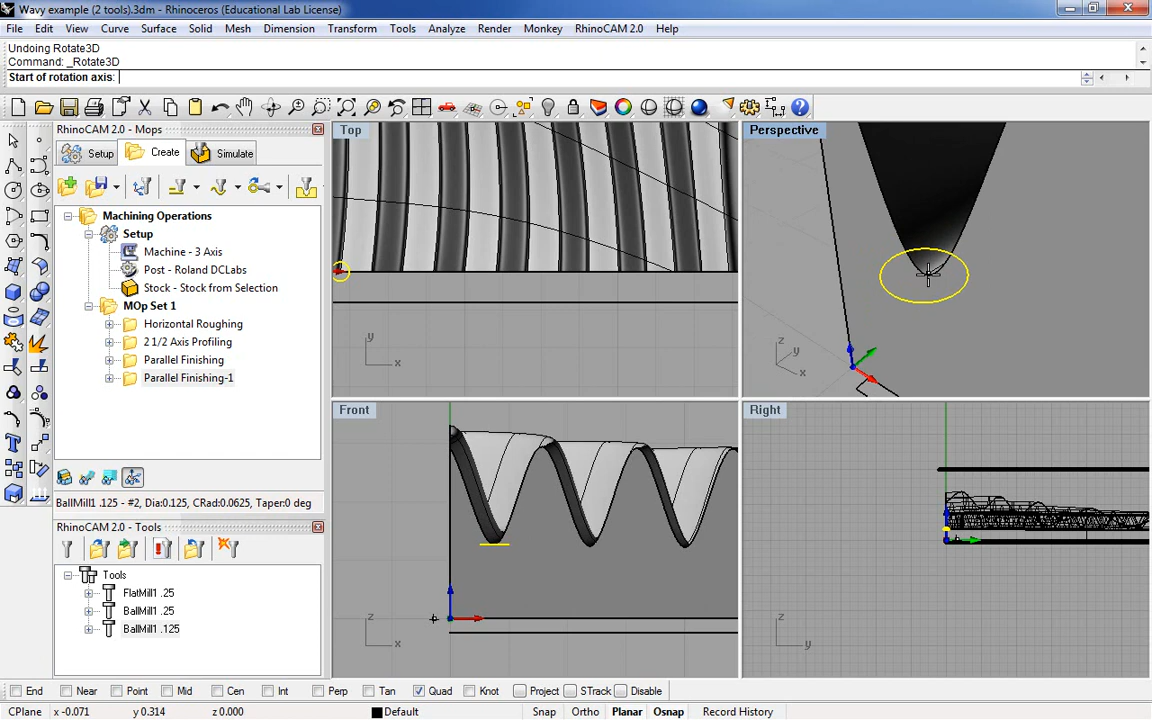 Wavy example (2 tools).3dm - Rhinoceros (Educational Lab License)
File Edit View Curve Surface Solid Mesh Dimension Transform Tools Analyze Render Monkey RhinoCAM 2.0 Help
Undoing Rotate3D
Command: _Rotate3D
Start of rotation axis:
RhinoCAM 2.0 - Mops
Setup Create Simulate
Machining Operations
Setup
Machine - 3 Axis
Post - Roland DCLabs
Stock - Stock from Selection
MOp Set 1
Horizontal Roughing
2 1/2 Axis Profiling
Parallel Finishing
Parallel Finishing-1
BallMill1 .125 - #2, Dia:0.125, CRad:0.0625, Taper:0 deg
RhinoCAM 2.0 - Tools
Tools
FlatMill1 .25
BallMill1 .25
BallMill1 .125
Top
y
x
Perspective
z
y
x
Front
z
x
Right
z
y
End Near Point Mid Cen Int Perp Tan Quad Knot Project STrack Disable
CPlane x -0.071 y 0.314 z 0.000 Default Snap Ortho Planar Osnap Record History